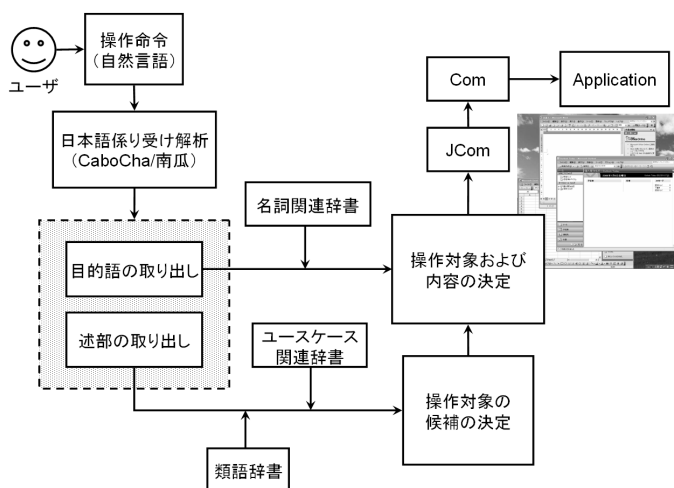 操作命令
（自然言語）
ユーザ
日本語係り受け解析
（CaboCha/南瓜）
目的語の取り出し
述部の取り出し
名詞関連辞書
ユースケース
関連辞書
類語辞書
操作対象の
候補の決定
操作対象および
内容の決定
JCom
Com
Application